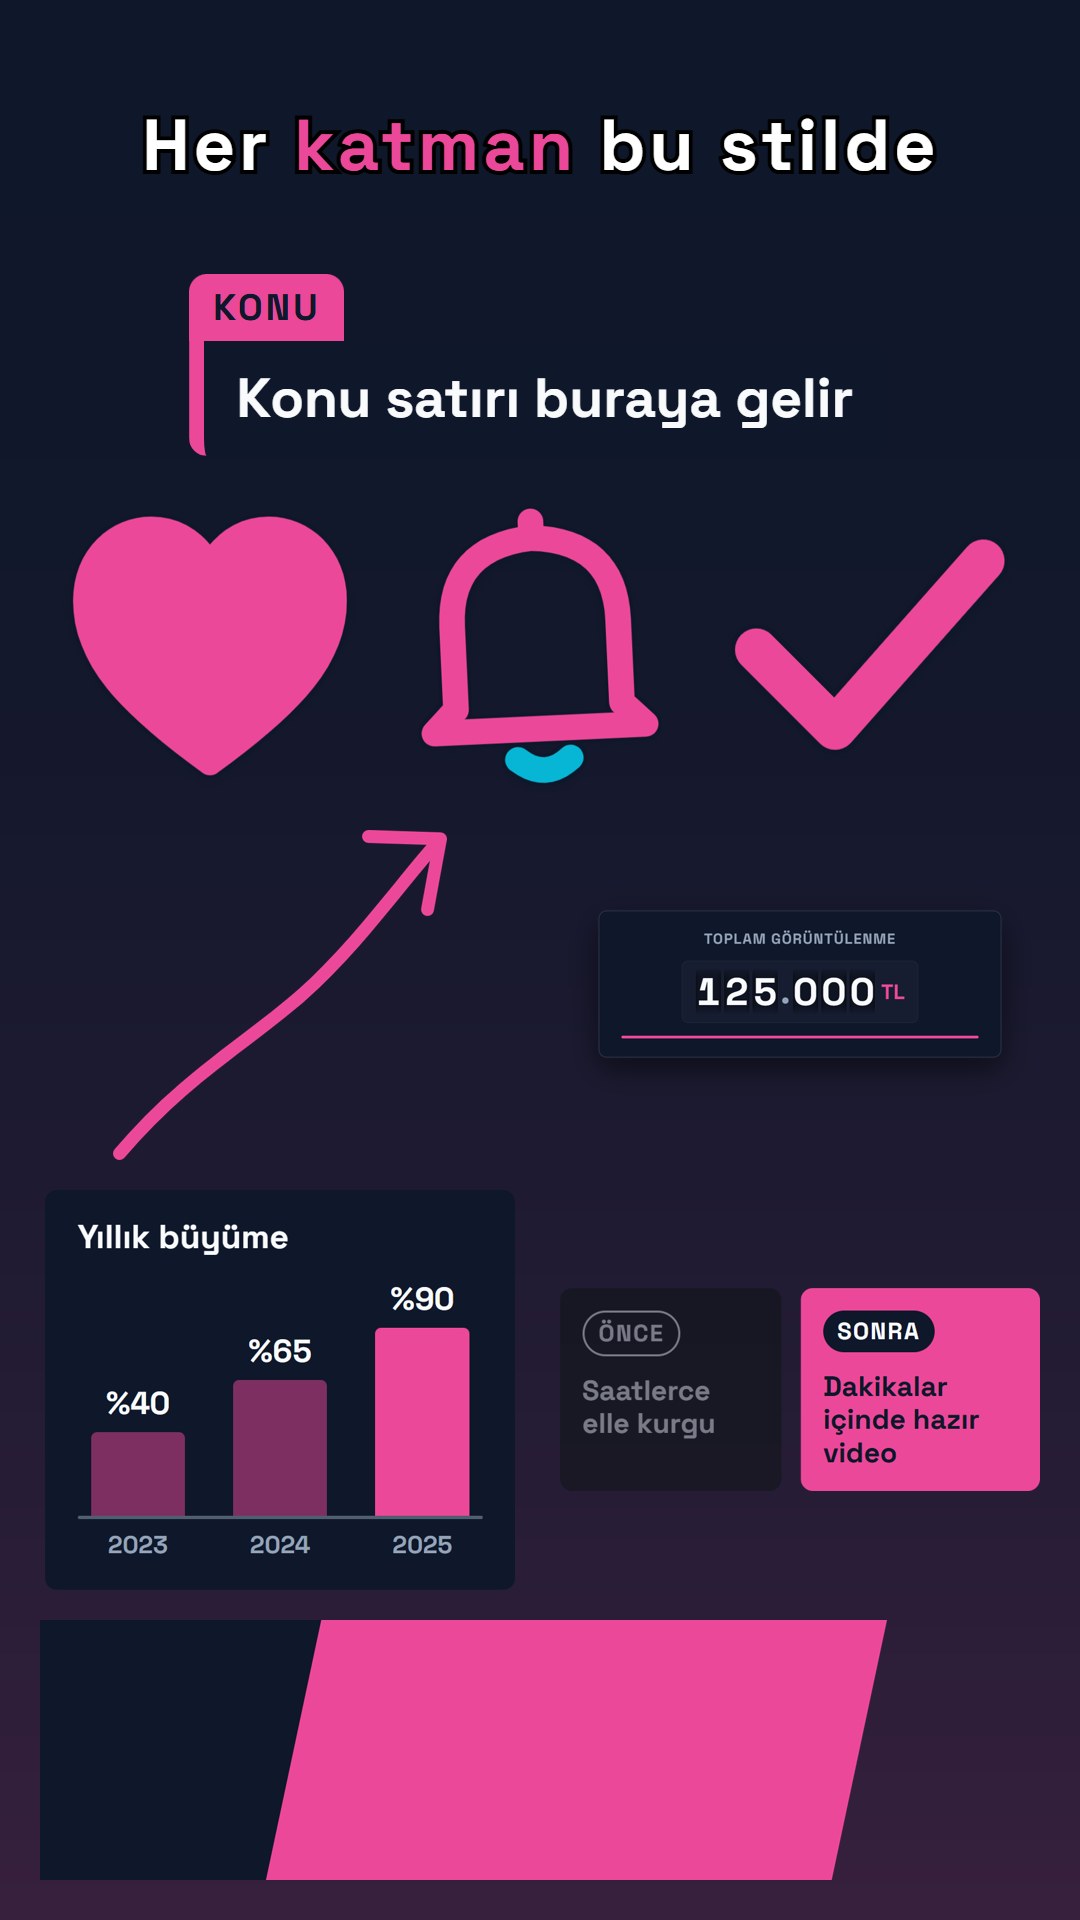 Her katman bu stilde
KONU
Konu satırı buraya gelir
TOPLAM GÖRÜNTÜLENME
125.000 TL
Yıllık büyüme
%40
%65
%90
2023
2024
2025
ÖNCE
Saatlerce
elle kurgu
SONRA
Dakikalar
içinde hazır
video